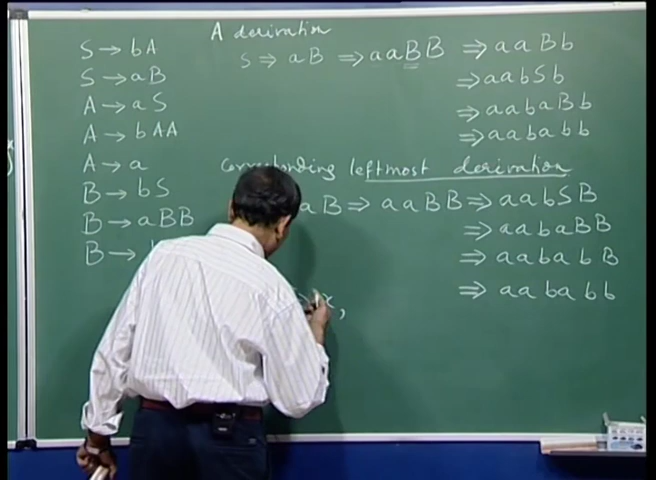 S → bA
S → aB
A → aS
A → bAA
A → a
B → bS
B → aBB
B →
A derivation
S ⇒ aB ⇒ aaBB ⇒ aaBb
⇒ aabSb
⇒ aabaBb
⇒ aababb
Corresponding leftmost derivation
aB ⇒ aaBB ⇒ aabSB
⇒ aabaBB
⇒ aababB
⇒ aababb
x,